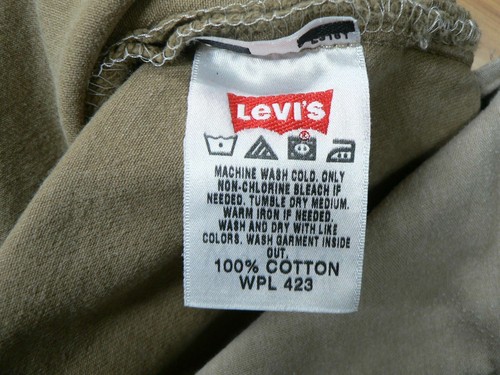 LEVI'S
®
MACHINE WASH COLD. ONLY
NON-CHLORINE BLEACH IF
NEEDED. TUMBLE DRY MEDIUM.
WARM IRON IF NEEDED.
WASH AND DRY WITH LIKE
COLORS. WASH GARMENT INSIDE
OUT.
100% COTTON
WPL 423